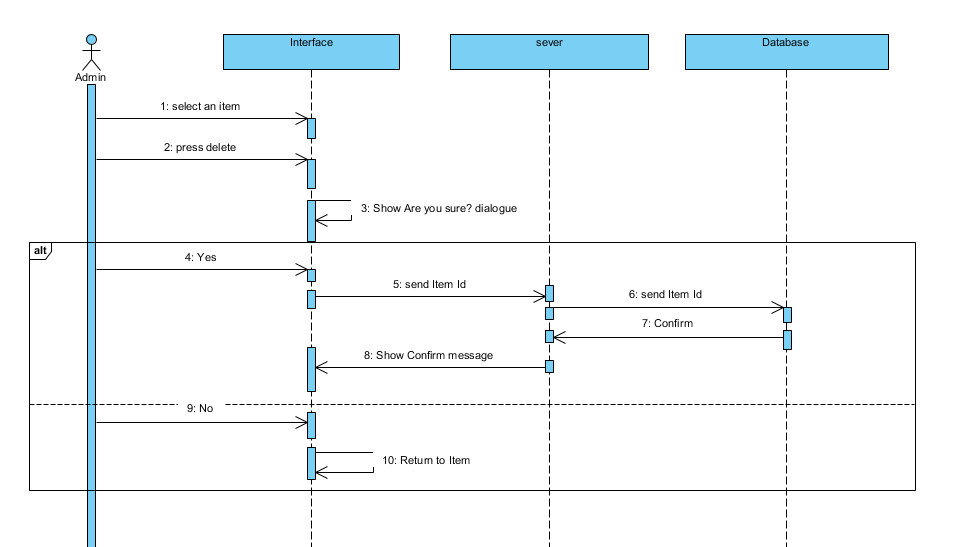 Interface
sever
Database
Admin
1: select an item
2: press delete
3: Show Are you sure? dialogue
alt
4: Yes
5: send Item Id
6: send Item Id
7: Confirm
8: Show Confirm message
9: No
10: Return to Item